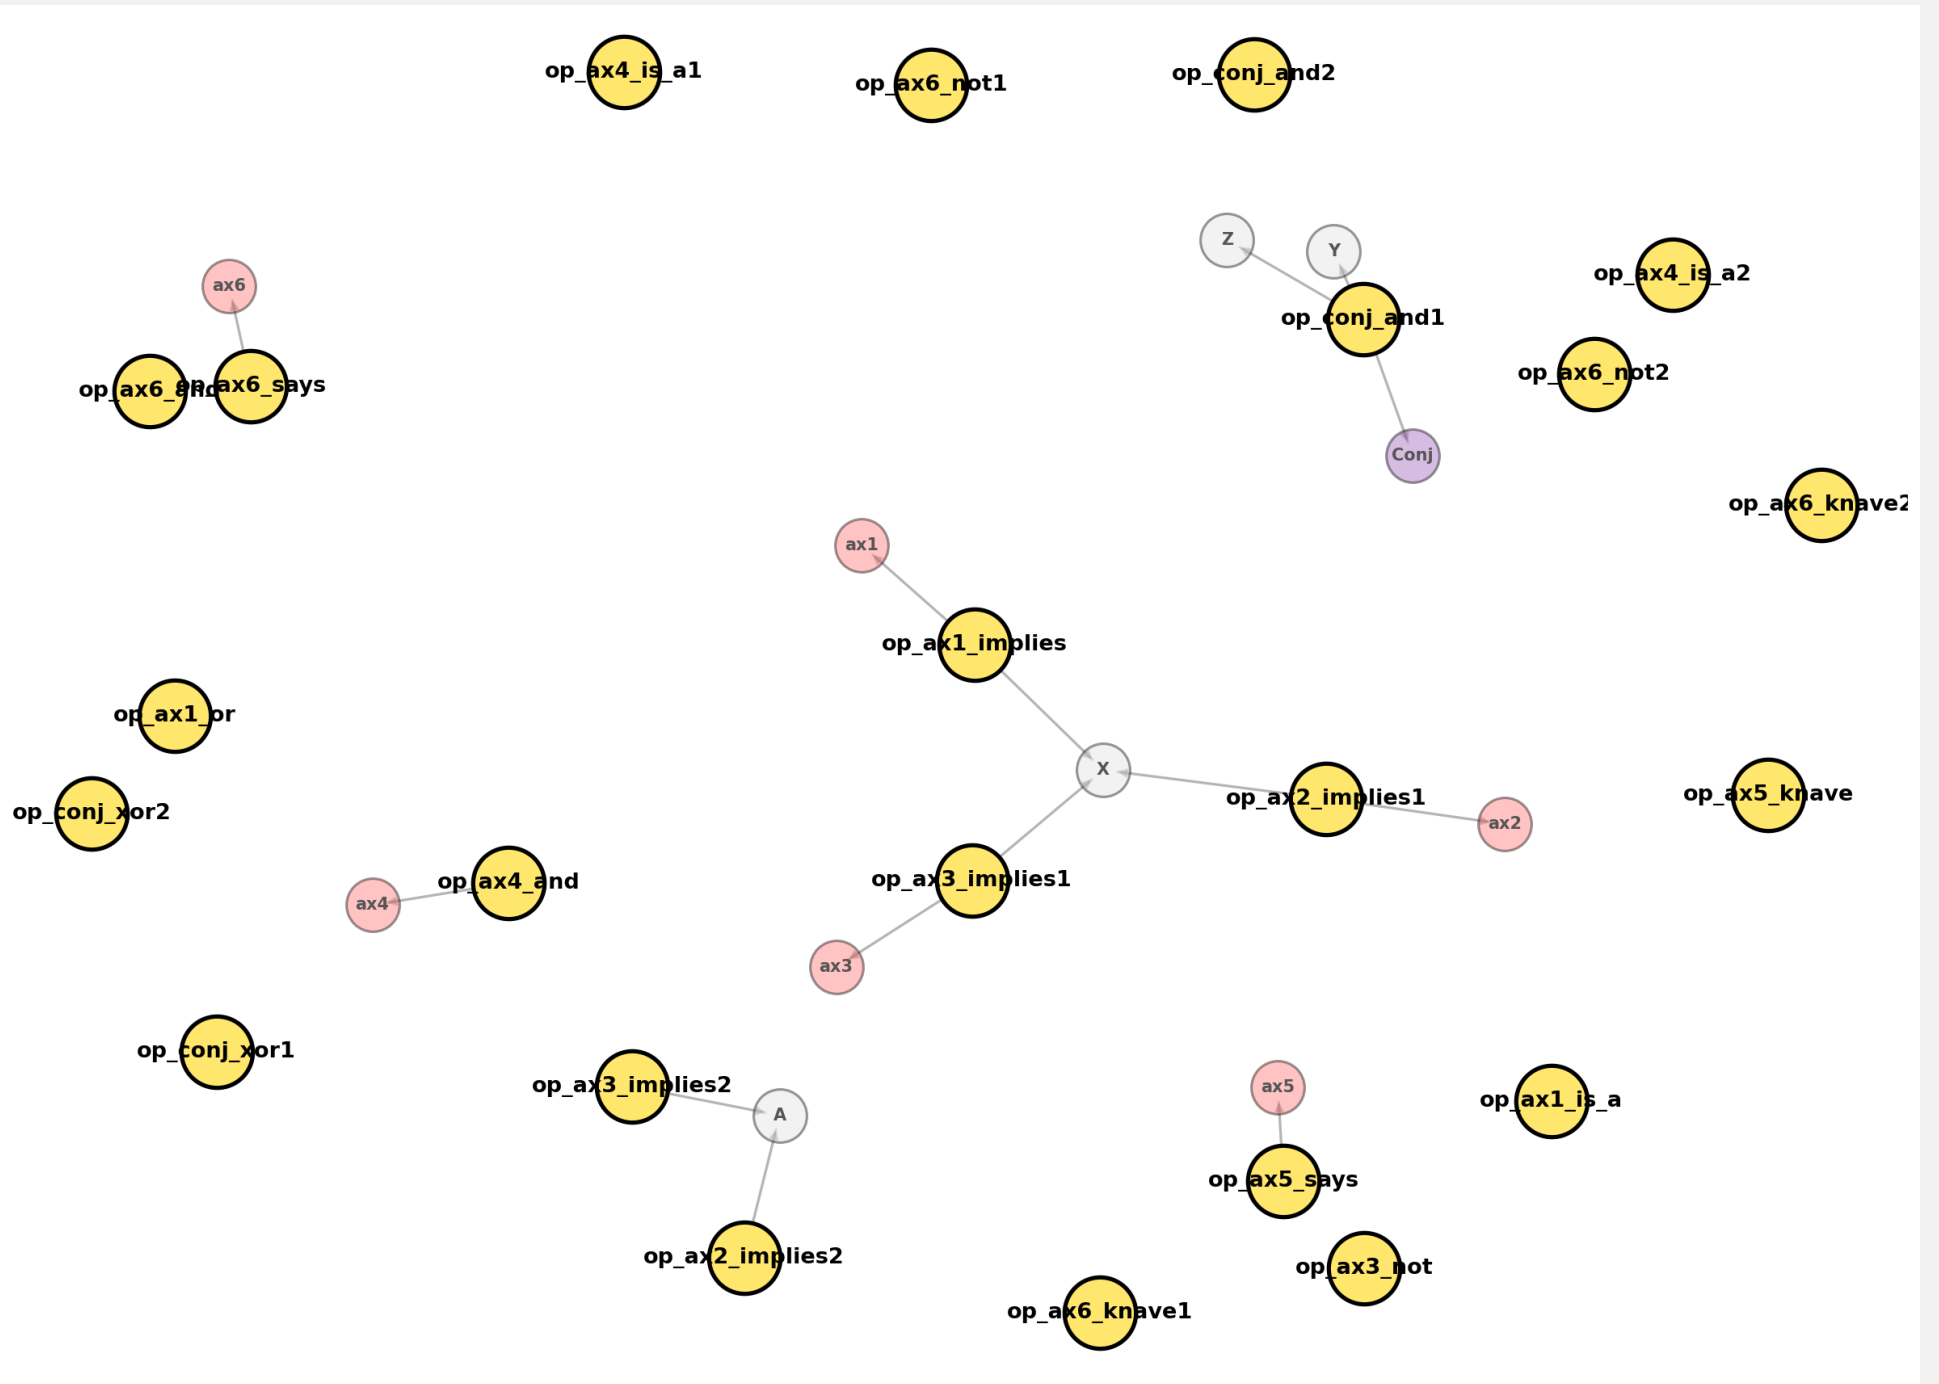 op_ax4_is_a1
op_ax6_not1
op_conj_and2
Z
Y
op_ax4_is_a2
ax6
op_conj_and1
op_ax6_not2
op_ax6_and
op_ax6_says
Conj
op_ax6_knave2
ax1
op_ax1_implies
op_ax1_or
X
op_ax2_implies1
op_ax5_knave
op_conj_xor2
ax2
op_ax4_and
op_ax3_implies1
ax4
ax3
op_conj_xor1
op_ax3_implies2
A
ax5
op_ax1_is_a
op_ax5_says
op_ax2_implies2
op_ax3_not
op_ax6_knave1